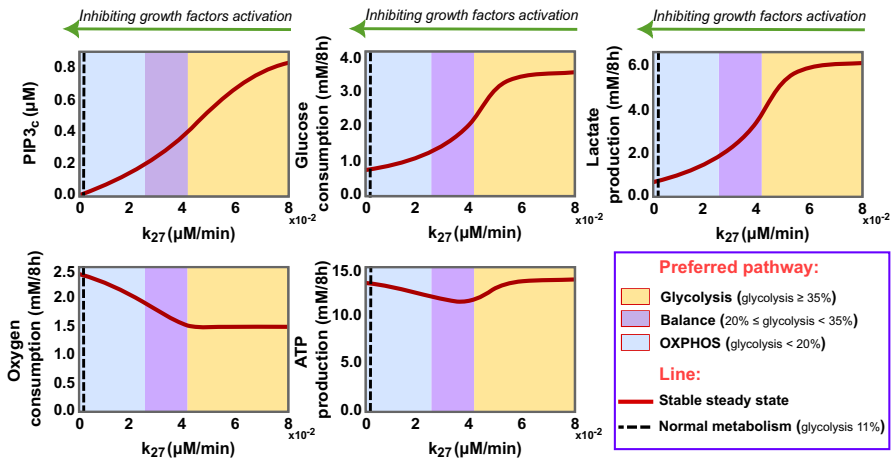 Inhibiting growth factors activation
Inhibiting growth factors activation
Inhibiting growth factors activation
PIP3c (μM)
0.8
0.6
0.4
0.2
0.0
0
2
4
6
8
x10-2
k27 (μM/min)
Glucose
consumption (mM/8h)
4.0
3.0
2.0
1.0
0.0
0
2
4
6
8
x10-2
k27 (μM/min)
Lactate
production (mM/8h)
6.0
4.0
2.0
0.0
0
2
4
6
8
x10-2
k27 (μM/min)
Oxygen
consumption (mM/8h)
2.5
2.0
1.5
1.0
0.5
0.0
0
2
4
6
8
x10-2
k27 (μM/min)
ATP
production (mM/8h)
15.0
10.0
5.0
0.0
0
2
4
6
8
x10-2
k27 (μM/min)
Preferred pathway:
Glycolysis (glycolysis ≥ 35%)
Balance (20% ≤ glycolysis < 35%)
OXPHOS (glycolysis < 20%)
Line:
Stable steady state
Normal metabolism (glycolysis 11%)